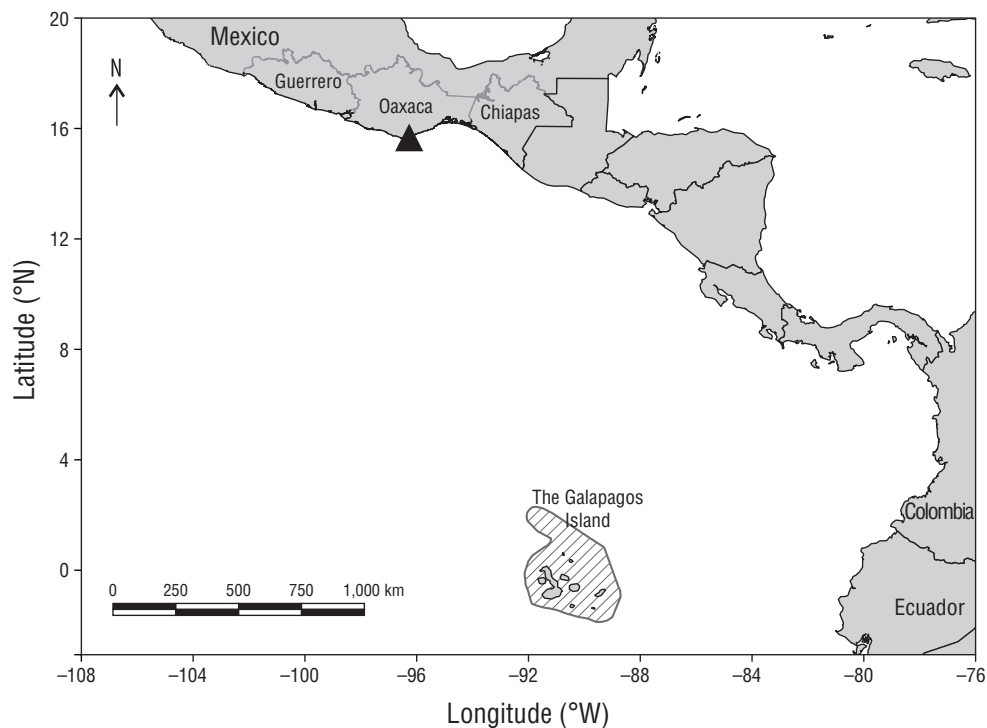 20
16
12
8
4
0
Latitude (°N)
N
Mexico
Guerrero
Oaxaca
Chiapas
The Galapagos
Island
Colombia
Ecuador
0 250 500 750 1,000 km
–108 –104 –100 –96 –92 –88 –84 –80 –76
Longitude (°W)